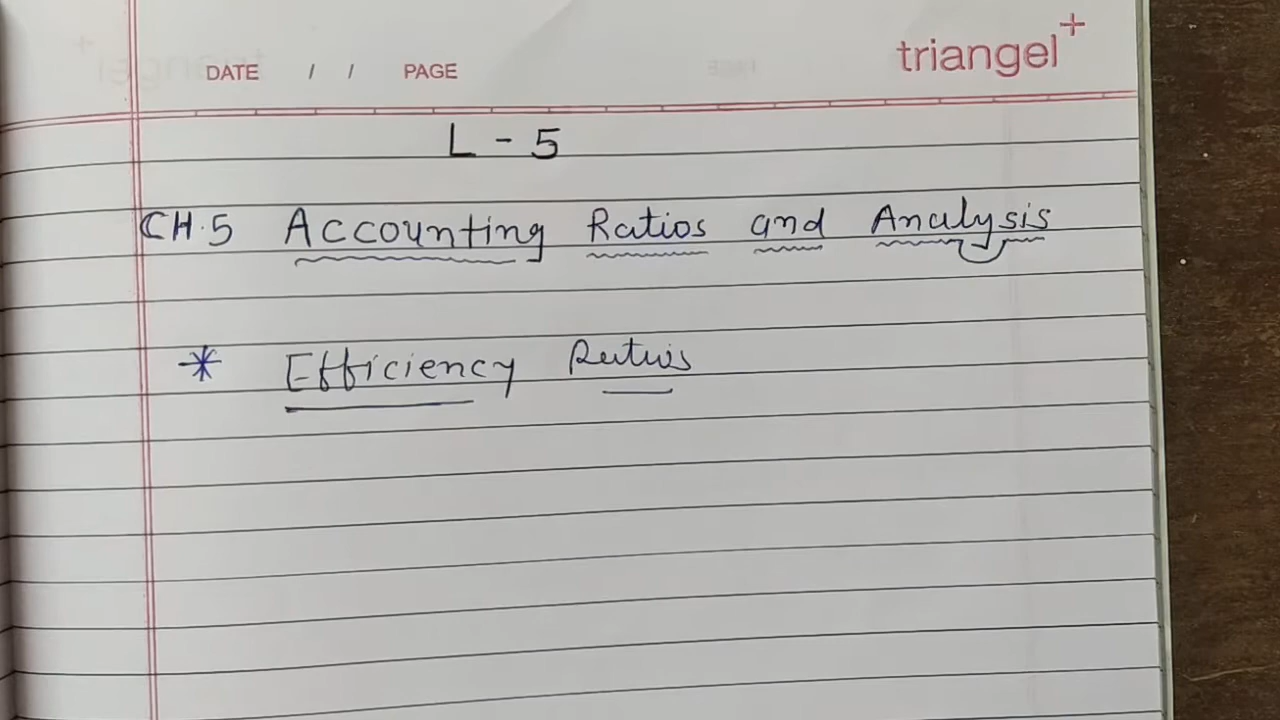 triangel+
DATE / / PAGE
L - 5
CH.5 Accounting Ratios and Analysis
* Efficiency Ratios